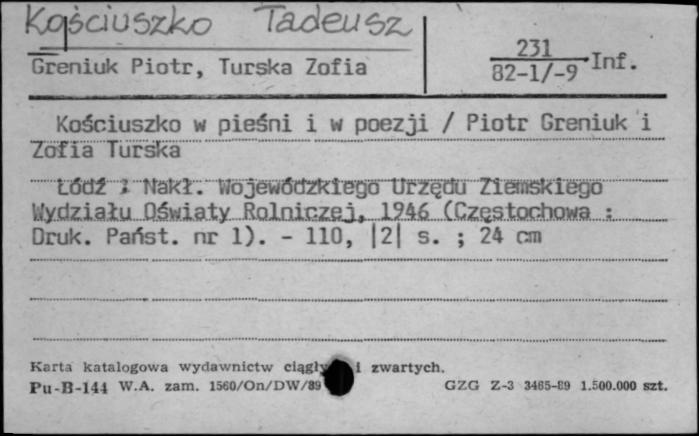 Kościuszko Tadeusz
Greniuk Piotr, Turska Zofia
231
82-1/-9 Inf.
Kościuszko w pieśni i w poezji / Piotr Greniuk i
Zofia Turska
Łódź : Nakł. Wojewódzkiego Urzędu Ziemskiego
Wydziału Oświaty Rolniczej, 1946 (Częstochowa :
Druk. Państ. nr 1). - 110, |2| s. ; 24 cm
Karta katalogowa wydawnictw ciągły i zwartych.
Pu-B-144 W.A. zam. 1560/On/DW/89 GZG Z-3 3465-89 1.500.000 szt.